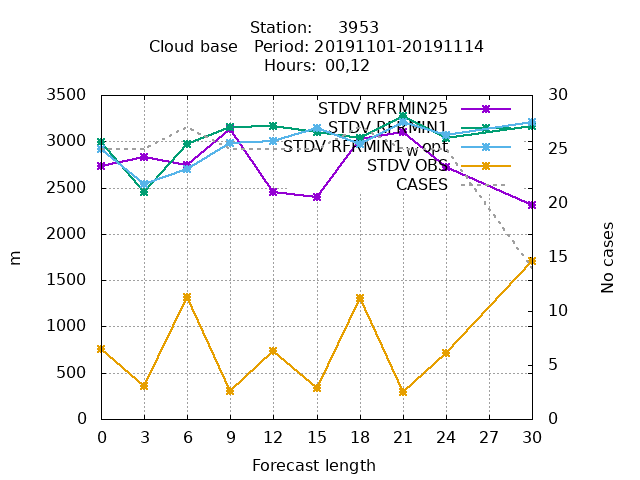 Station: 3953
Cloud base Period: 20191101-20191114
Hours: 00,12
3500
3000
2500
2000
1500
1000
500
0
m
STDV RFRMIN25
STDV RFRMIN1
STDV RFRMIN1_W_opt
STDV OBS
CASES
30
25
20
15
10
5
0
No cases
0 3 6 9 12 15 18 21 24 27 30
Forecast length